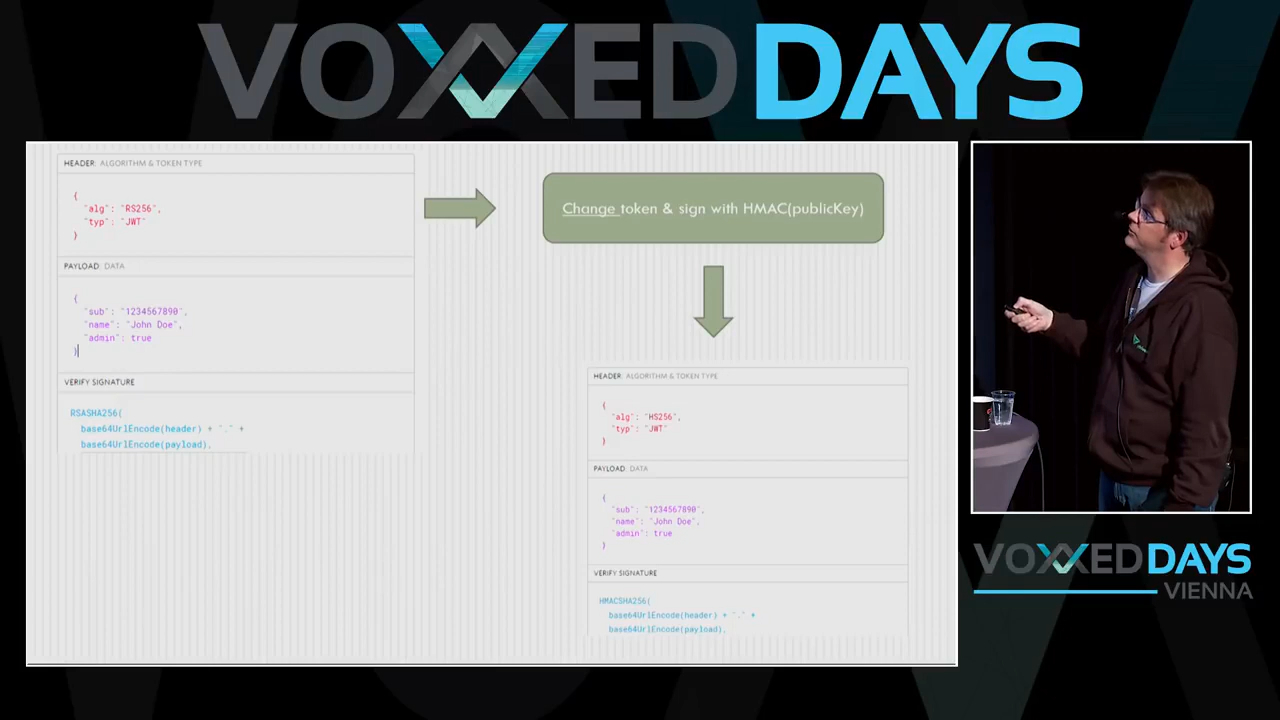 VOXXED DAYS
HEADER: ALGORITHM & TOKEN TYPE
{
"alg": "RS256",
"typ": "JWT"
}
PAYLOAD: DATA
{
"sub": "1234567890",
"name": "John Doe",
"admin": true
}
VERIFY SIGNATURE
RSASHA256(
base64UrlEncode(header) + "." +
base64UrlEncode(payload),
Change token & sign with HMAC(publicKey)
HEADER: ALGORITHM & TOKEN TYPE
{
"alg": "HS256",
"typ": "JWT"
}
PAYLOAD: DATA
{
"sub": "1234567890",
"name": "John Doe",
"admin": true
}
VERIFY SIGNATURE
HMACSHA256(
base64UrlEncode(header) + "." +
base64UrlEncode(payload),
VOXXED DAYS
VIENNA